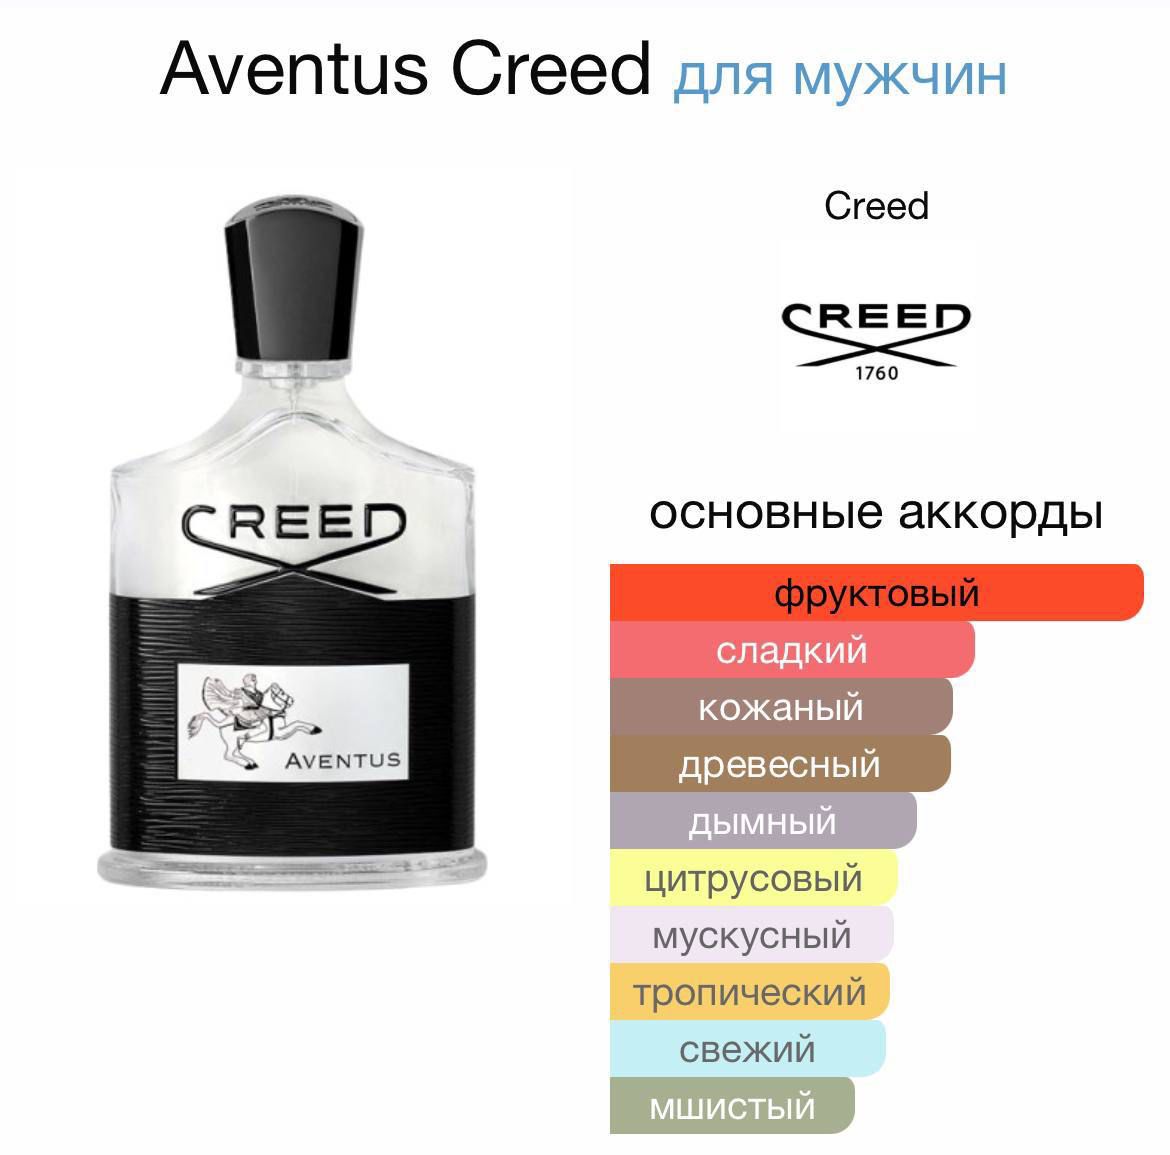 Aventus Creed для мужчин
CREED
AVENTUS
Creed
CREED
1760
основные аккорды
фруктовый
сладкий
кожаный
древесный
дымный
цитрусовый
мускусный
тропический
свежий
мшистый